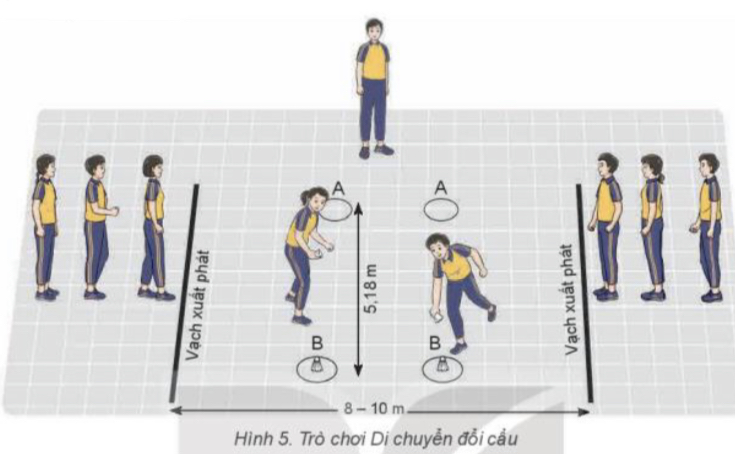 A
A
Vạch xuất phát
5,18 m
Vạch xuất phát
B
B
8 – 10 m
Hình 5. Trò chơi Di chuyển đổi cầu